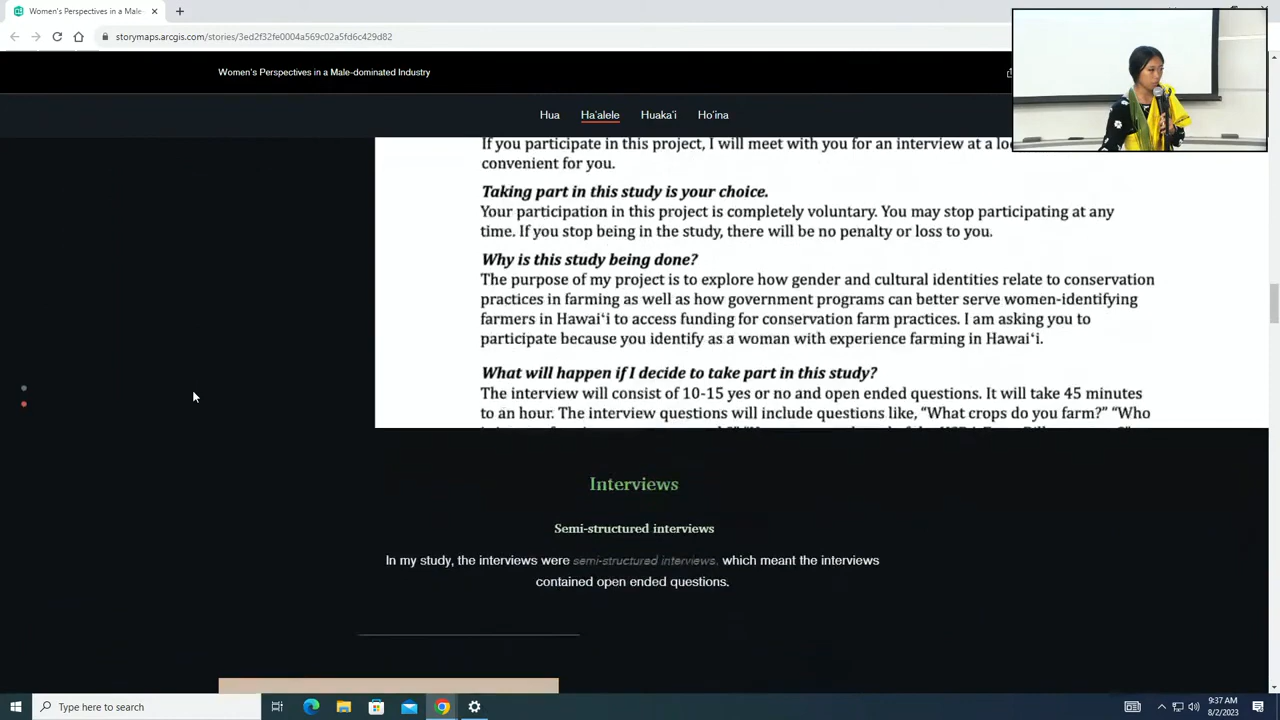 Women's Perspectives in a Male-d
storymaps.arcgis.com/stories/3ed2f32fe0004a569c02a5fd6c429d82
Women's Perspectives in a Male-dominated Industry
Hua Ha'alele Huaka'i Ho'ina
If you participate in this project, I will meet with you for an interview at a lo
convenient for you.
Taking part in this study is your choice.
Your participation in this project is completely voluntary. You may stop participating at any
time. If you stop being in the study, there will be no penalty or loss to you.
Why is this study being done?
The purpose of my project is to explore how gender and cultural identities relate to conservation
practices in farming as well as how government programs can better serve women-identifying
farmers in Hawaiʻi to access funding for conservation farm practices. I am asking you to
participate because you identify as a woman with experience farming in Hawaiʻi.
What will happen if I decide to take part in this study?
The interview will consist of 10-15 yes or no and open ended questions. It will take 45 minutes
to an hour. The interview questions will include questions like, "What crops do you farm?" "Who
Interviews
Semi-structured interviews
In my study, the interviews were semi-structured interviews, which meant the interviews
contained open ended questions.
Type here to search
9:37 AM
8/2/2023